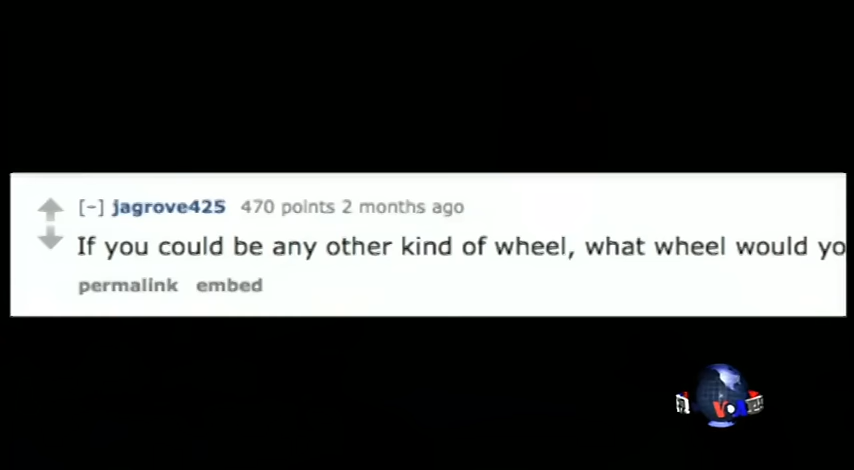 [-] jagrove425 470 points 2 months ago
If you could be any other kind of wheel, what wheel would yo
permalink embed
VOA